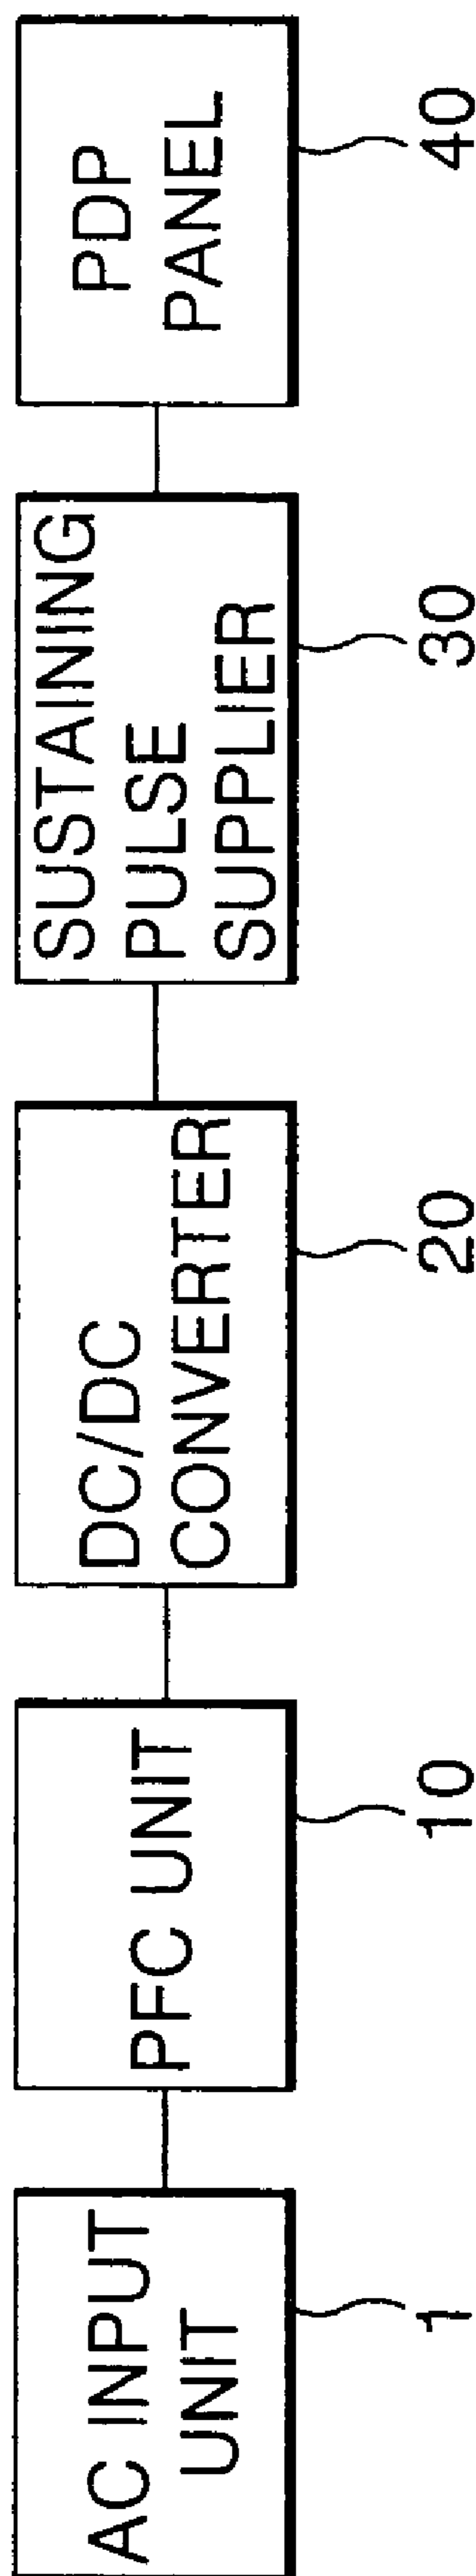 AC INPUT
UNIT
1
PFC UNIT
10
DC/DC
CONVERTER
20
SUSTAINING
PULSE
SUPPLIER
30
PDP
PANEL
40